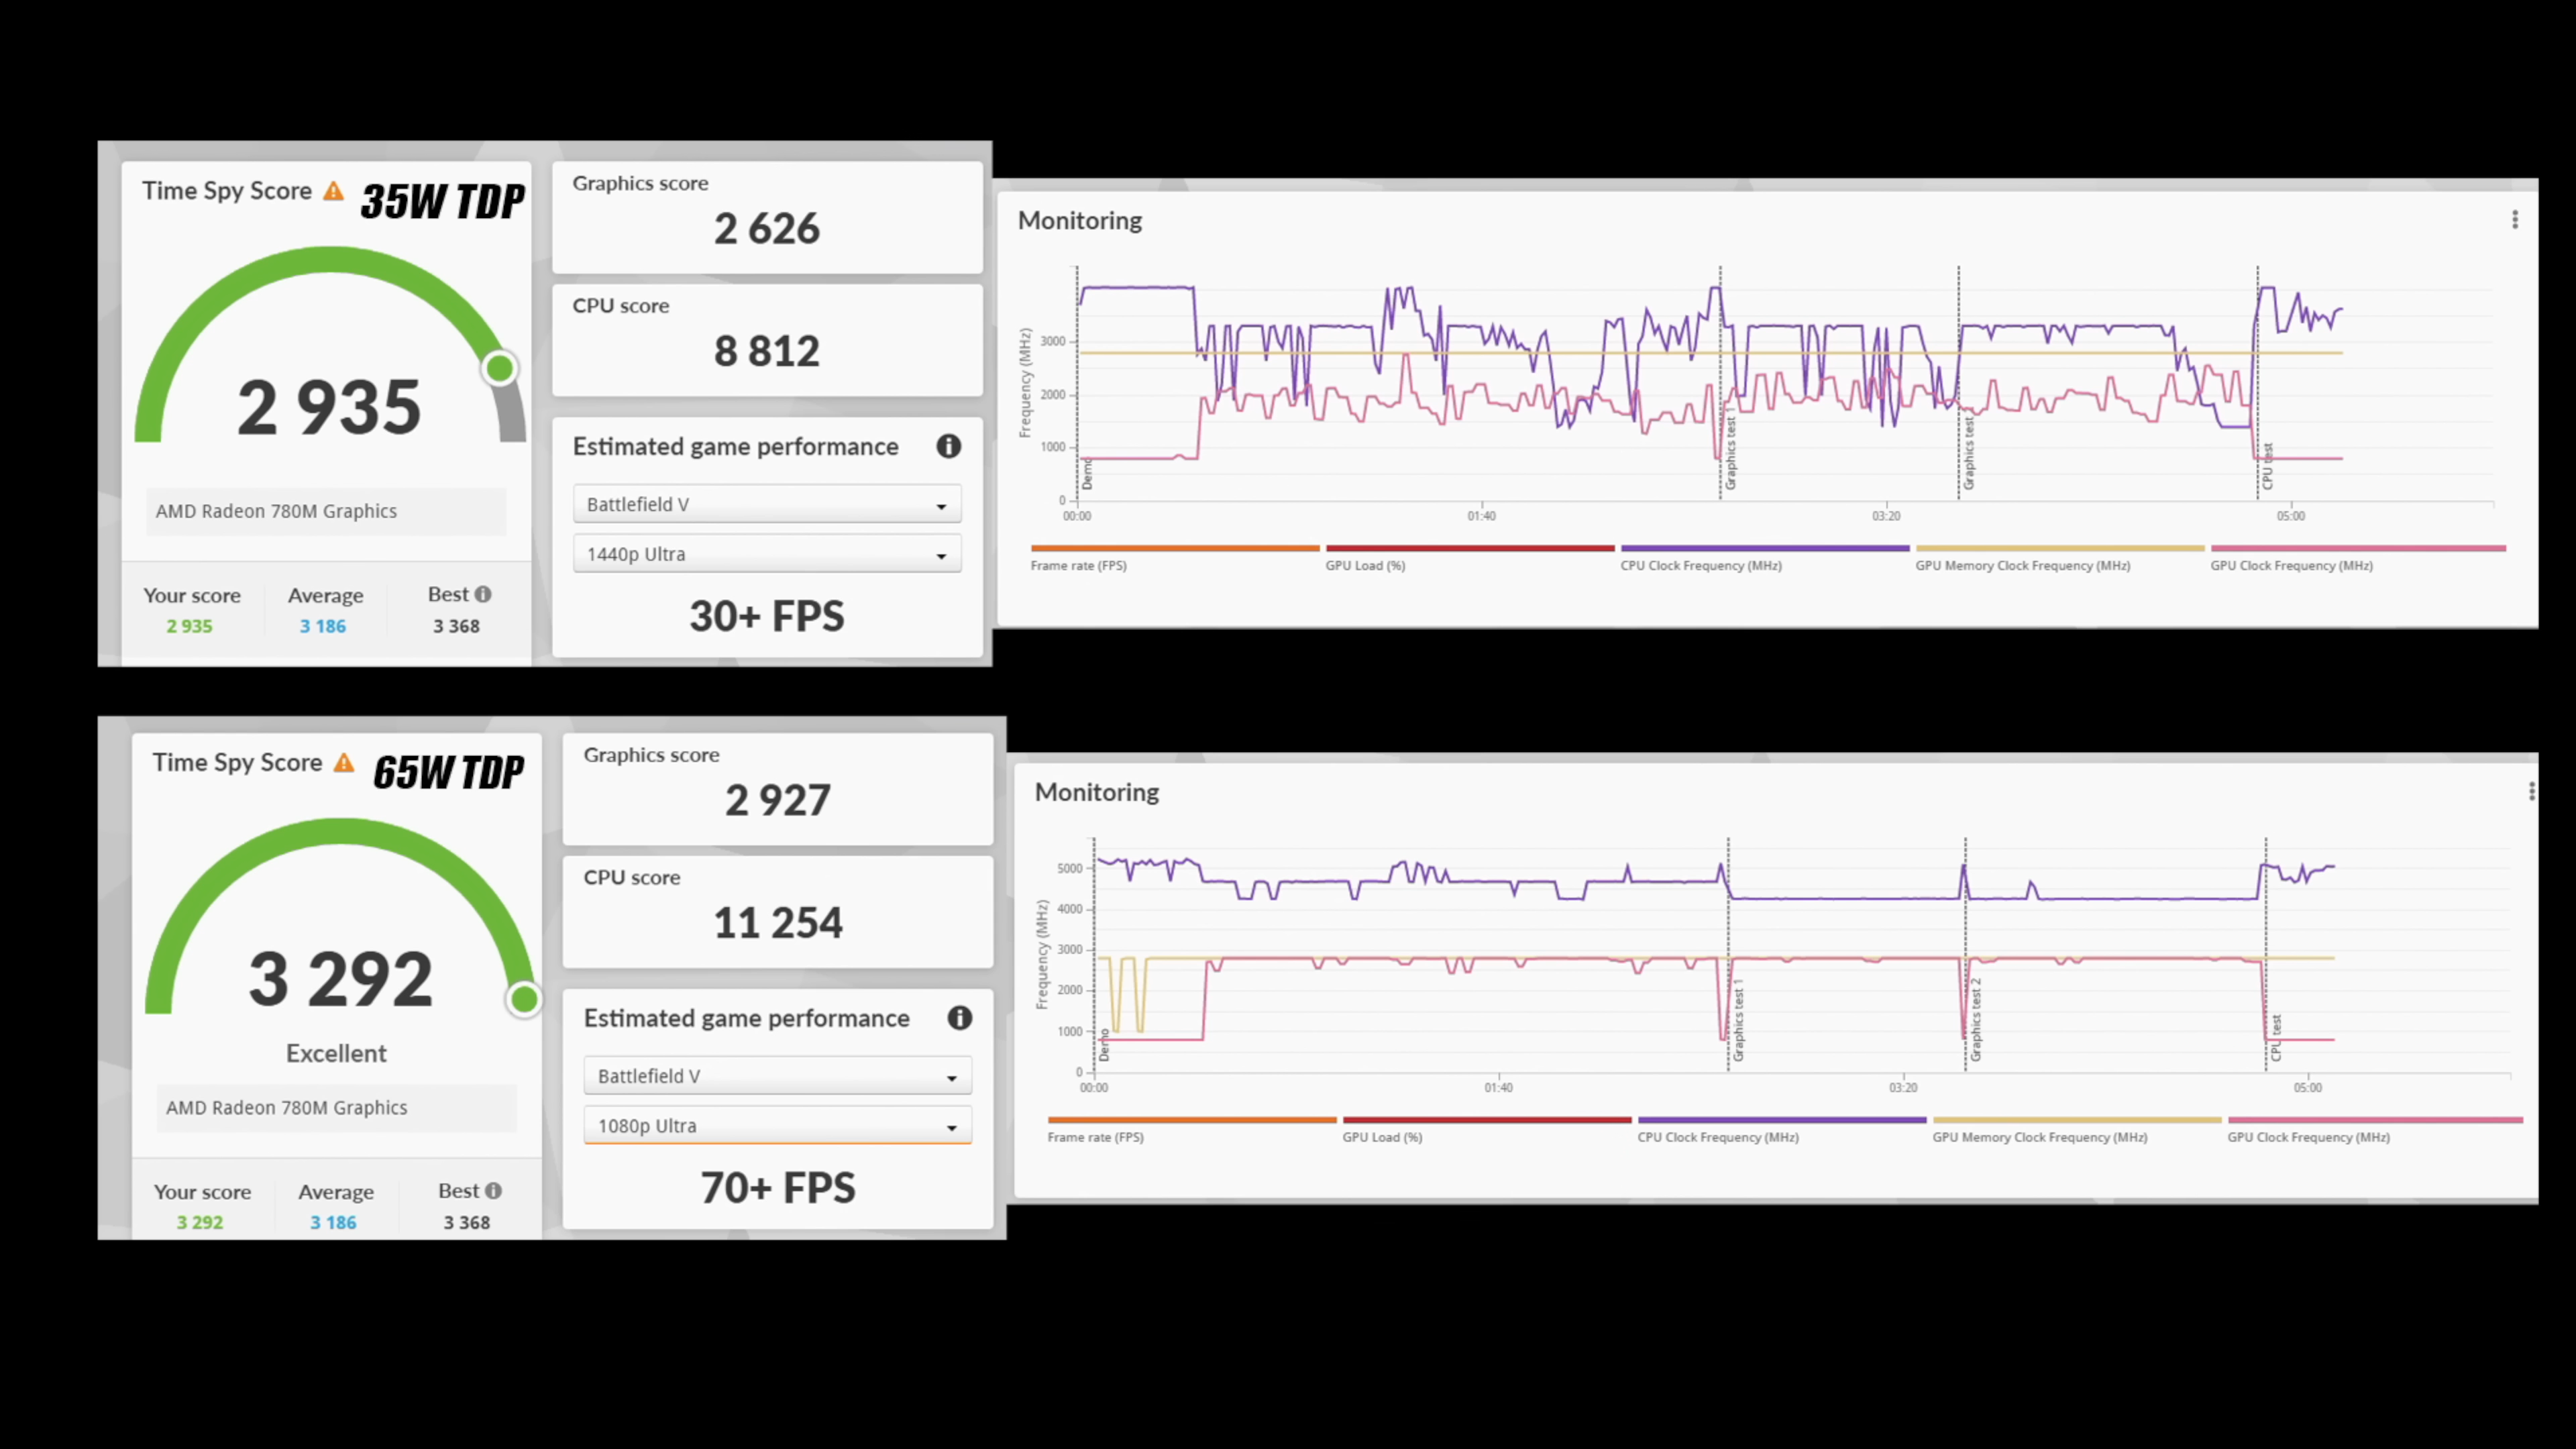 Time Spy Score 35W TDP
2 935
AMD Radeon 780M Graphics
Your score Average Best
2 935 3 186 3 368
Graphics score
2 626
CPU score
8 812
Estimated game performance
Battlefield V
1440p Ultra
30+ FPS
Monitoring
Frequency (MHz)
3000
2000
1000
0
Demo
Graphics test 1
Graphics test
CPU test
00:00 01:40 03:20 05:00
Frame rate (FPS) GPU Load (%) CPU Clock Frequency (MHz) GPU Memory Clock Frequency (MHz) GPU Clock Frequency (MHz)
Time Spy Score 65W TDP
3 292
Excellent
AMD Radeon 780M Graphics
Your score Average Best
3 292 3 186 3 368
Graphics score
2 927
CPU score
11 254
Estimated game performance
Battlefield V
1080p Ultra
70+ FPS
Monitoring
Frequency (MHz)
5000
4000
3000
2000
1000
0
Demo
Graphics test 1
Graphics test 2
CPU test
00:00 01:40 03:20 05:00
Frame rate (FPS) GPU Load (%) CPU Clock Frequency (MHz) GPU Memory Clock Frequency (MHz) GPU Clock Frequency (MHz)